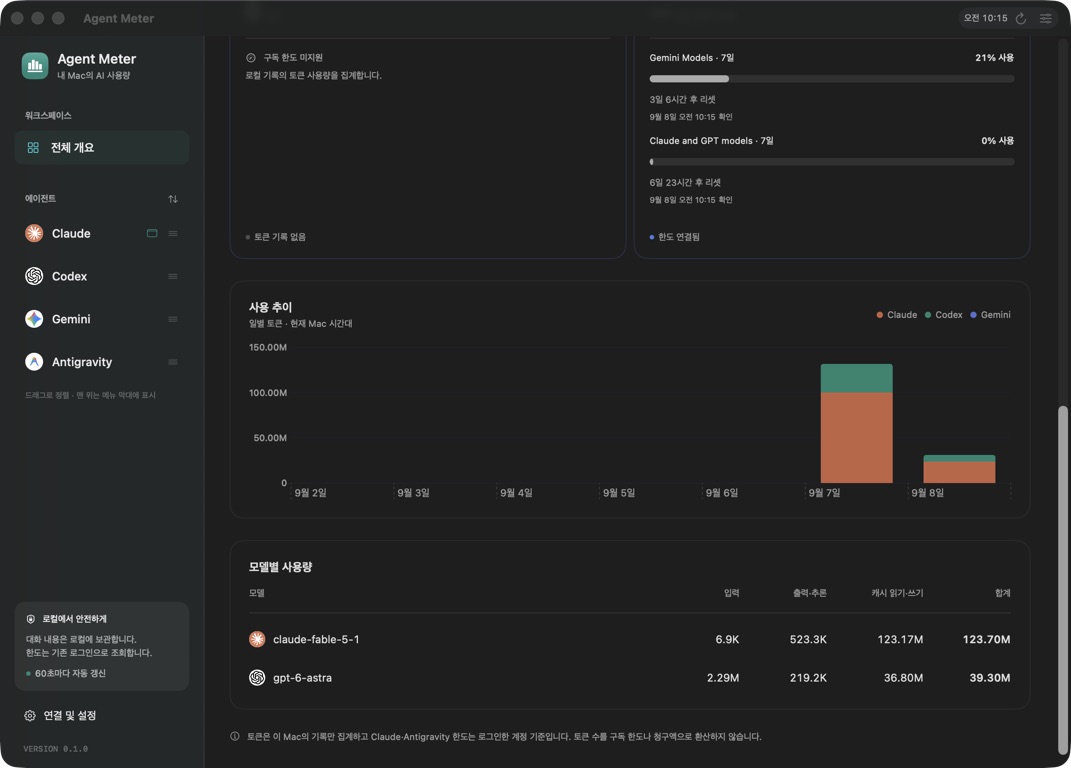 Agent Meter
오전 10:15
Agent Meter
내 Mac의 AI 사용량
워크스페이스
전체 개요
에이전트
Claude
Codex
Gemini
Antigravity
드래그로 정렬 · 맨 위는 메뉴 막대에 표시
로컬에서 안전하게
대화 내용은 로컬에 보관합니다.
한도는 기존 로그인으로 조회합니다.
60초마다 자동 갱신
연결 및 설정
VERSION 0.1.0
구독 한도 미지원
로컬 기록의 토큰 사용량을 집계합니다.
토큰 기록 없음
Gemini Models · 7일 21% 사용
3일 6시간 후 리셋
9월 8일 오전 10:15 확인
Claude and GPT models · 7일 0% 사용
6일 23시간 후 리셋
9월 8일 오전 10:15 확인
한도 연결됨
사용 추이
일별 토큰 · 현재 Mac 시간대
Claude Codex Gemini
150.00M
100.00M
50.00M
0
9월 2일 9월 3일 9월 4일 9월 5일 9월 6일 9월 7일 9월 8일
모델별 사용량
모델 입력 출력·추론 캐시 읽기·쓰기 합계
claude-fable-5-1 6.9K 523.3K 123.17M 123.70M
gpt-6-astra 2.29M 219.2K 36.80M 39.30M
토큰은 이 Mac의 기록만 집계하고 Claude·Antigravity 한도는 로그인한 계정 기준입니다. 토큰 수를 구독 한도나 청구액으로 환산하지 않습니다.